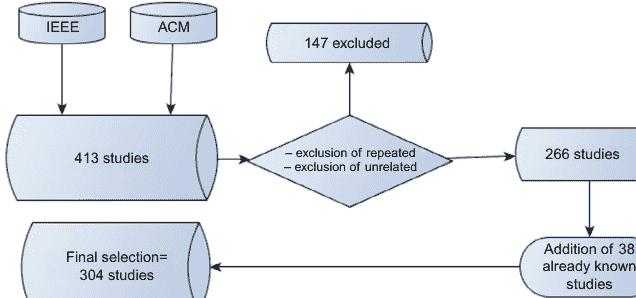 IEEE
ACM
147 excluded
413 studies
– exclusion of repeated
– exclusion of unrelated
266 studies
Final selection=
304 studies
Addition of 38
already known
studies